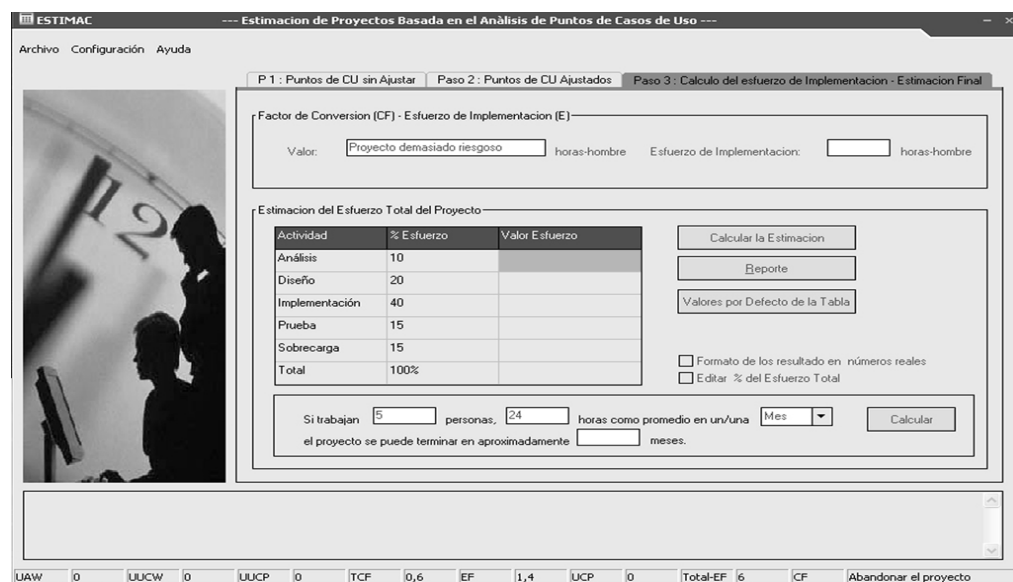 ESTIMAC --- Estimacion de Proyectos Basada en el Anàlisis de Puntos de Casos de Uso ---
Archivo Configuración Ayuda
P 1 : Puntos de CU sin Ajustar Paso 2 : Puntos de CU Ajustados Paso 3 : Calculo del esfuerzo de Implementacion - Estimacion Final
Factor de Conversion (CF) - Esfuerzo de Implementacion (E)
Valor: Proyecto demasiado riesgoso horas-hombre Esfuerzo de Implementacion: horas-hombre
Estimacion del Esfuerzo Total del Proyecto
Actividad % Esfuerzo Valor Esfuerzo
Análisis 10
Diseño 20
Implementación 40
Prueba 15
Sobrecarga 15
Total 100%
Calcular la Estimacion
Reporte
Valores por Defecto de la Tabla
Formato de los resultado en números reales
Editar % del Esfuerzo Total
Si trabajan 5 personas, 24 horas como promedio en un/una Mes Calcular
el proyecto se puede terminar en aproximadamente meses.
12
UAW 0 UUCW 0 UUCP 0 TCF 0,6 EF 1,4 UCP 0 Total-EF 6 CF Abandonar el proyecto